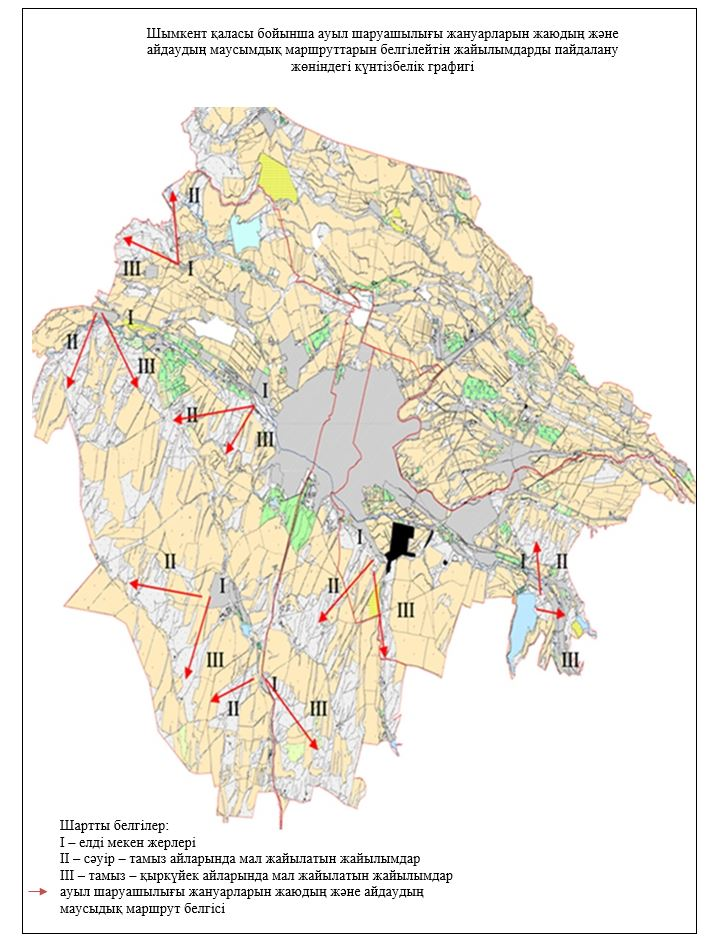 Шымкент қаласы бойынша ауыл шаруашылығы жануарларын жаюдың және
айдаудың маусымдық маршруттарын белгілейтін жайылымдарды пайдалану
жөніндегі күнтізбелік графигі
II
III
I
I
II
III
I
II
III
I
II
I
III
I
II
III
I
II
III
I
II
III
Шартты белгілер:
I – елді мекен жерлері
II – сәуір – тамыз айларында мал жайылатын жайылымдар
III – тамыз – қыркүйек айларында мал жайылатын жайылымдар
ауыл шаруашылығы жануарларын жаюдың және айдаудың
маусыдық маршрут белгісі